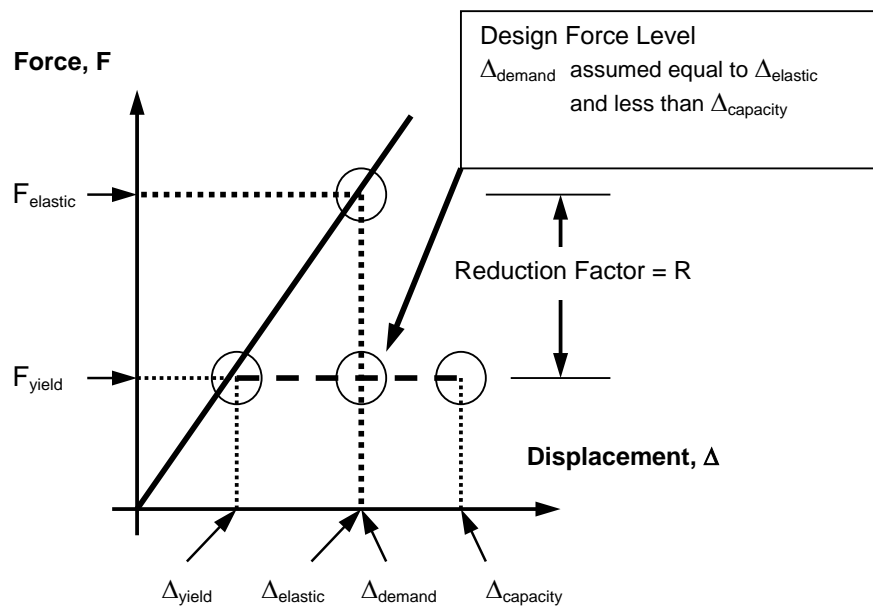 Design Force Level
Δdemand assumed equal to Δelastic
and less than Δcapacity
Force, F
Felastic
Reduction Factor = R
Fyield
Displacement, Δ
Δyield
Δelastic
Δdemand
Δcapacity